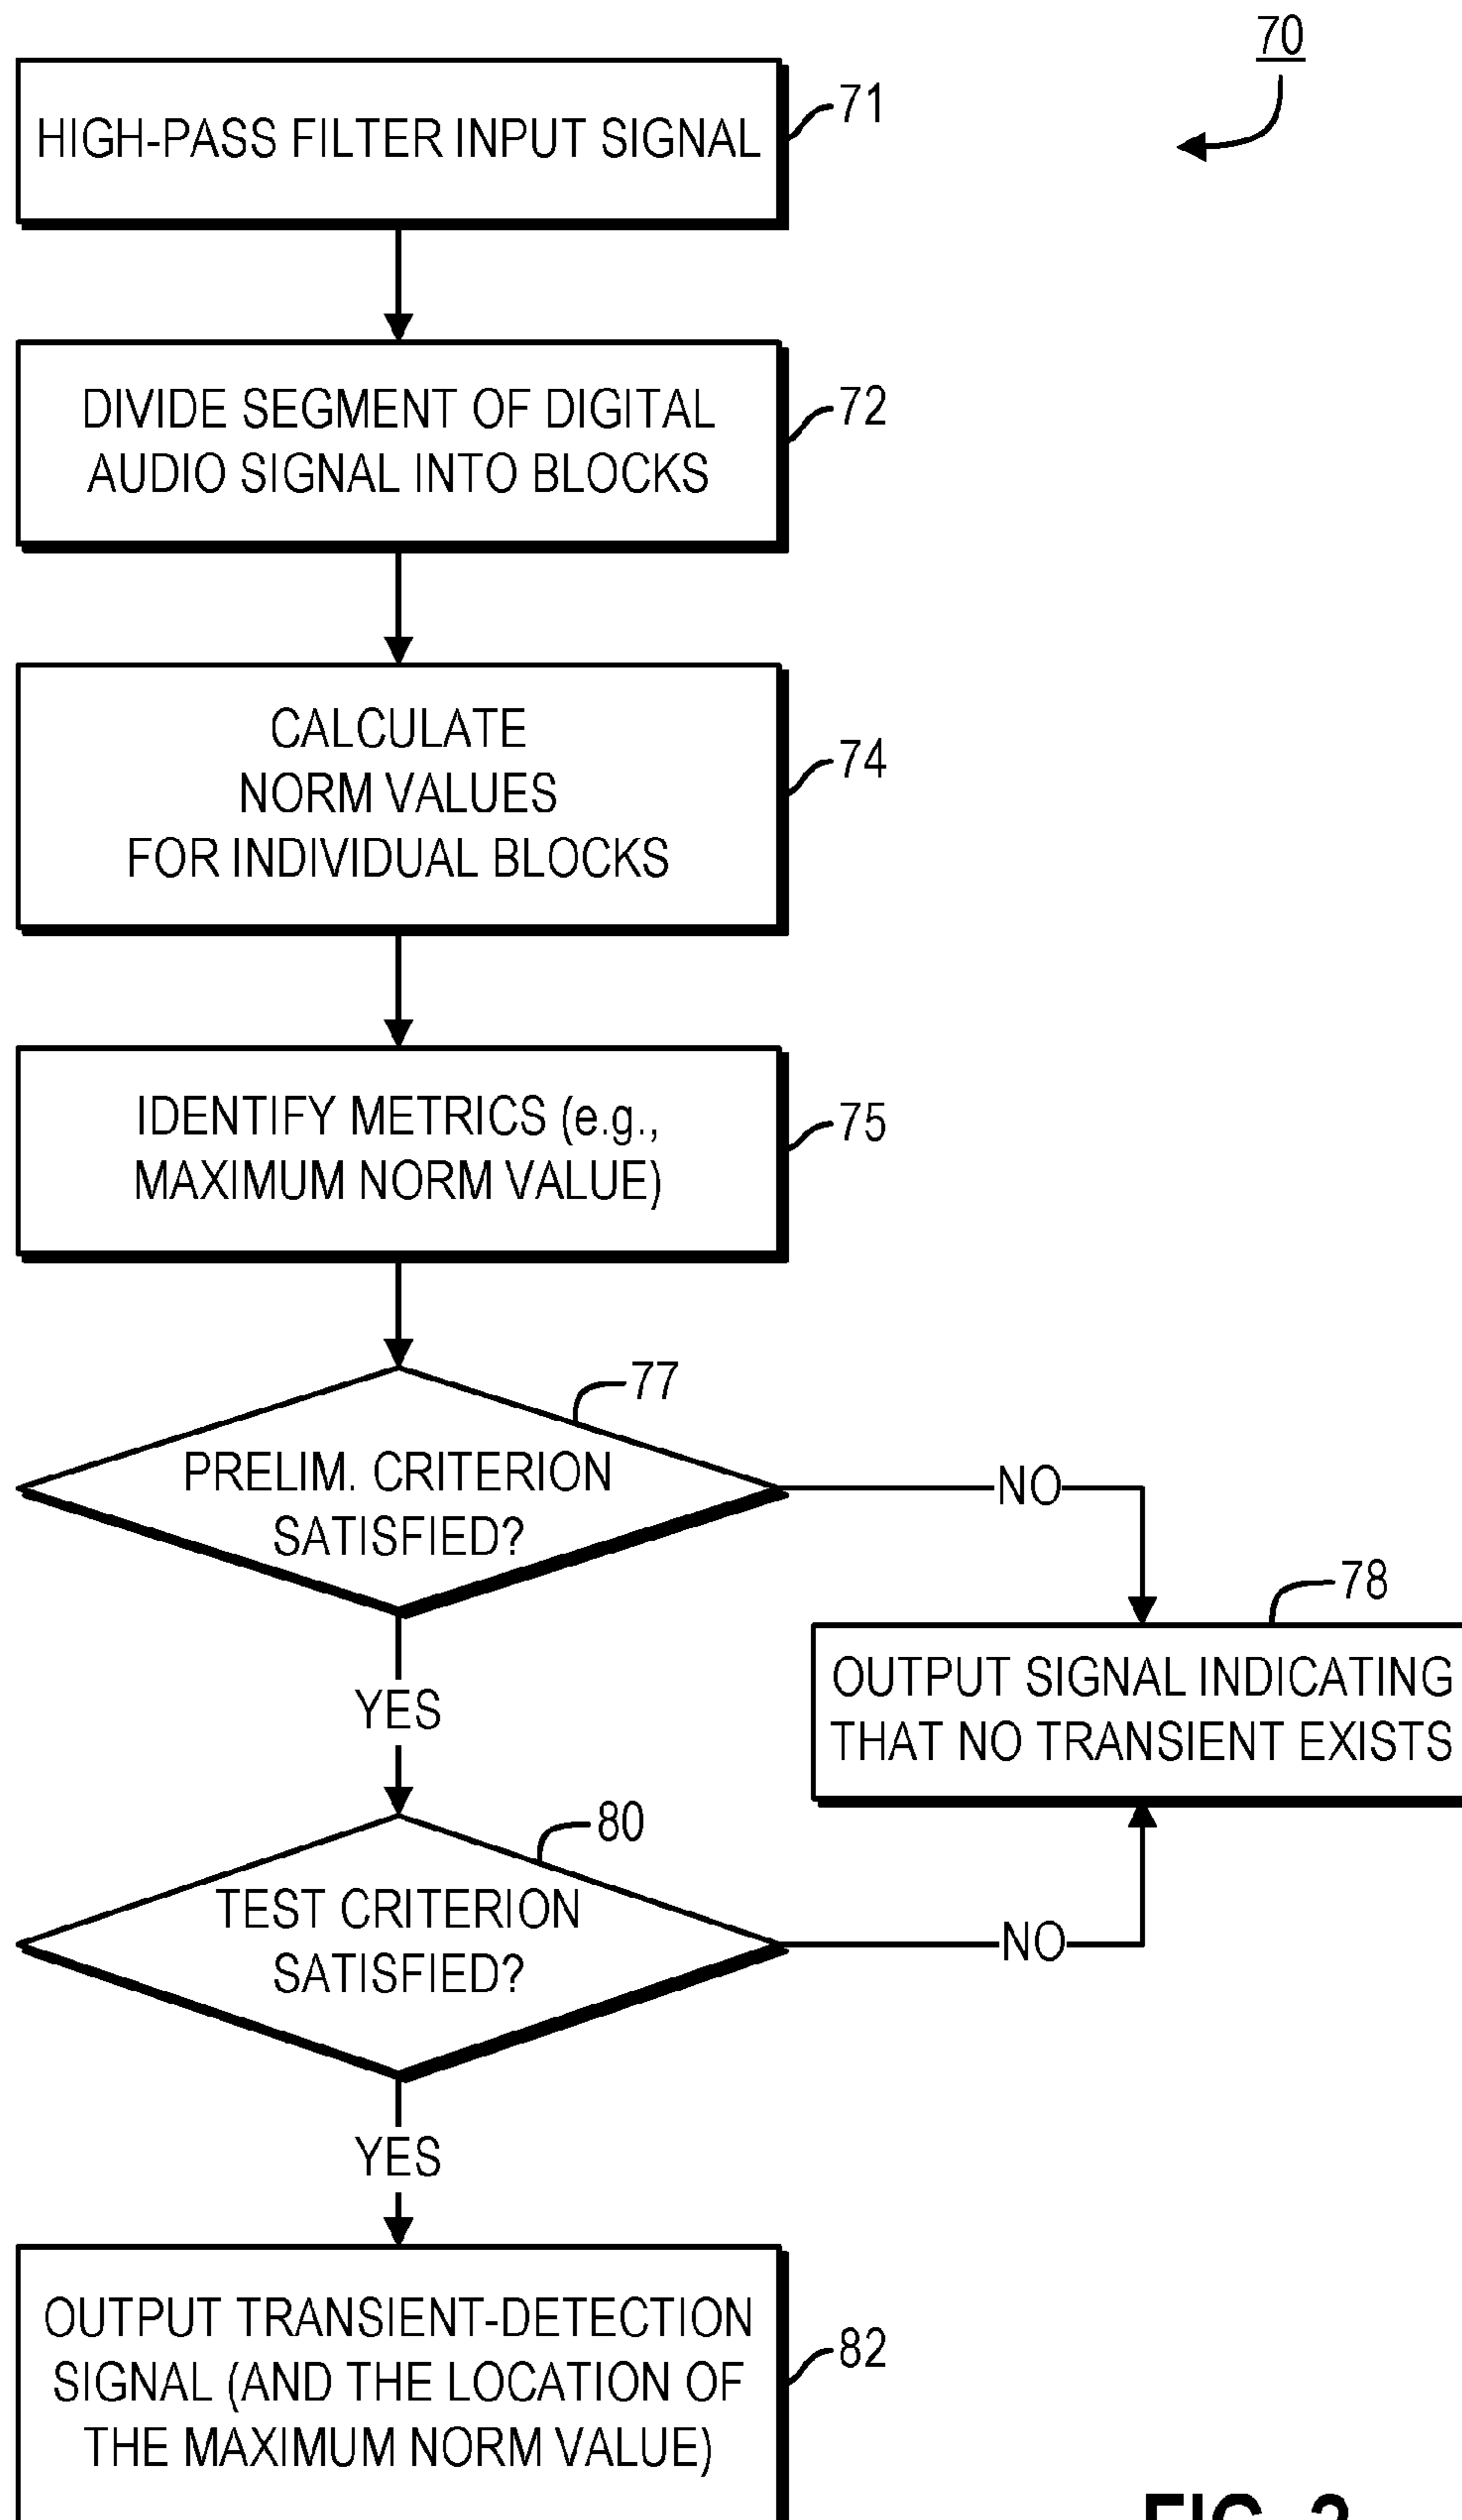 70
HIGH-PASS FILTER INPUT SIGNAL
71
DIVIDE SEGMENT OF DIGITAL
AUDIO SIGNAL INTO BLOCKS
72
CALCULATE
NORM VALUES
FOR INDIVIDUAL BLOCKS
74
IDENTIFY METRICS (e.g.,
MAXIMUM NORM VALUE)
75
77
PRELIM. CRITERION
SATISFIED?
NO
78
OUTPUT SIGNAL INDICATING
THAT NO TRANSIENT EXISTS
YES
80
TEST CRITERION
SATISFIED?
NO
YES
OUTPUT TRANSIENT-DETECTION
SIGNAL (AND THE LOCATION OF
THE MAXIMUM NORM VALUE)
82
FIG.